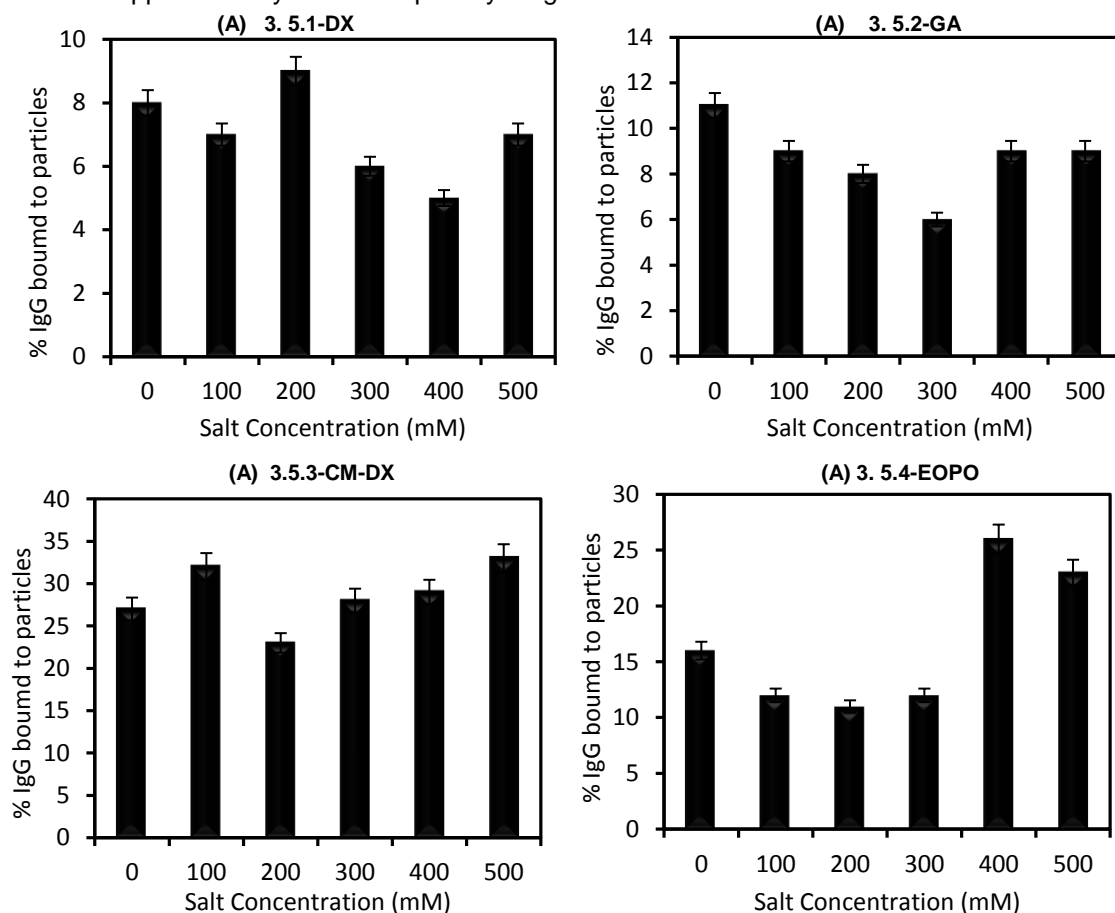 (A) 3. 5.1-DX
% IgG boumd to particles
10
8
6
4
2
0
0 100 200 300 400 500
Salt Concentration (mM)
(A) 3. 5.2-GA
% IgG boumd to particles
14
12
10
8
6
4
2
0
0 100 200 300 400 500
Salt Concentration (mM)
(A) 3.5.3-CM-DX
% IgG boumd to particles
40
35
30
25
20
15
10
5
0
0 100 200 300 400 500
Salt Concentration (mM)
(A) 3. 5.4-EOPO
% IgG boumd to particles
30
25
20
15
10
5
0
0 100 200 300 400 500
Salt Concentration (mM)